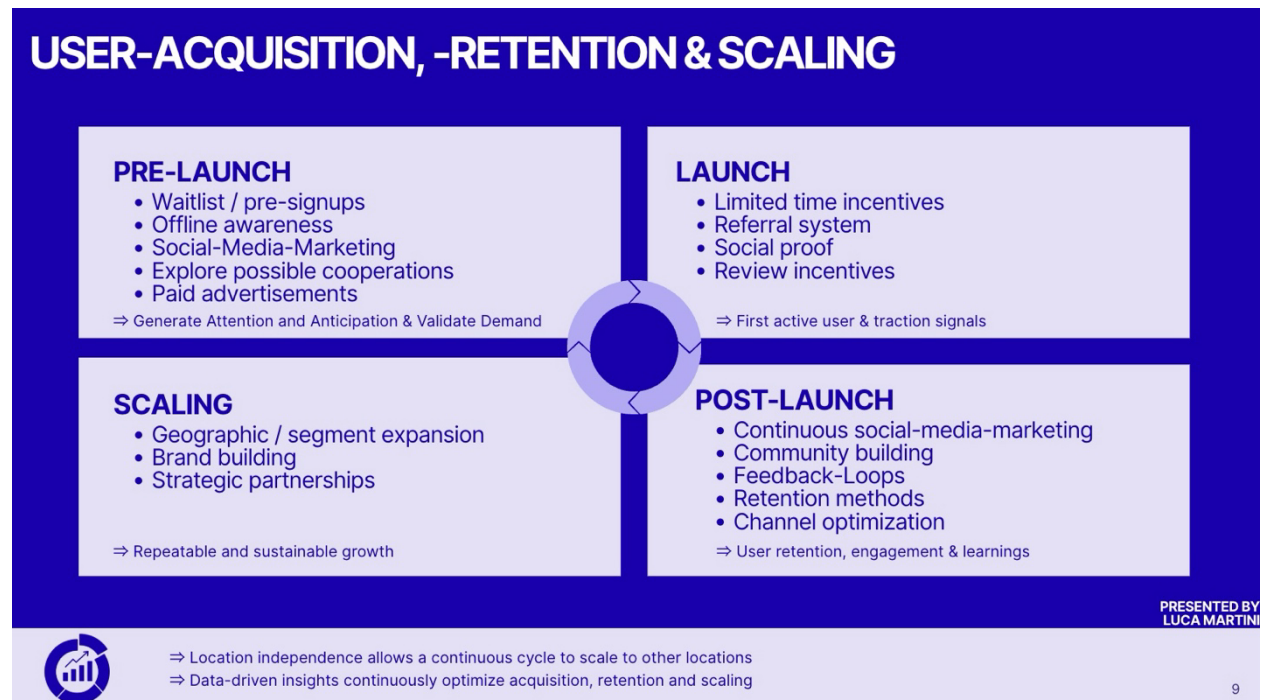 USER-ACQUISITION, -RETENTION & SCALING
PRE-LAUNCH
• Waitlist / pre-signups
• Offline awareness
• Social-Media-Marketing
• Explore possible cooperations
• Paid advertisements
⇒ Generate Attention and Anticipation & Validate Demand
LAUNCH
• Limited time incentives
• Referral system
• Social proof
• Review incentives
⇒ First active user & traction signals
SCALING
• Geographic / segment expansion
• Brand building
• Strategic partnerships
⇒ Repeatable and sustainable growth
POST-LAUNCH
• Continuous social-media-marketing
• Community building
• Feedback-Loops
• Retention methods
• Channel optimization
⇒ User retention, engagement & learnings
PRESENTED BY
LUCA MARTINI
⇒ Location independence allows a continuous cycle to scale to other locations
⇒ Data-driven insights continuously optimize acquisition, retention and scaling
9